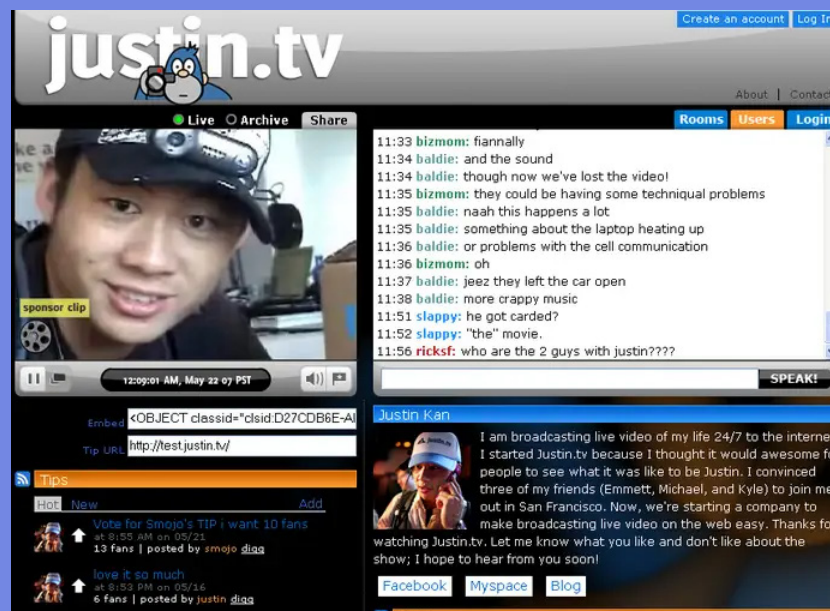 justin.tv
Create an account Log In
About | Contact
Live Archive Share
Rooms Users Login
sponsor clip
12:09:01 AM, May 22 07 PST
11:33 bizmom: fiannally
11:34 baldie: and the sound
11:34 baldie: though now we've lost the video!
11:35 bizmom: they could be having some techniqual problems
11:35 baldie: naah this happens a lot
11:35 baldie: something about the laptop heating up
11:36 baldie: or problems with the cell communication
11:36 bizmom: oh
11:37 baldie: jeez they left the car open
11:38 baldie: more crappy music
11:51 slappy: he got carded?
11:52 slappy: "the" movie.
11:56 ricksf: who are the 2 guys with justin????
SPEAK!
Embed <OBJECT classid="clsid:D27CDB6E-AI
Tip URL http://test.justin.tv/
Tips
Hot New Add
Vote for Smojo's TIP i want 10 fans
at 8:55 AM on 05/21
13 fans | posted by smojo digg
love it so much
at 8:53 PM on 05/16
6 fans | posted by justin digg
Justin Kan
I am broadcasting live video of my life 24/7 to the interne
I started Justin.tv because I thought it would awesome fo
people to see what it was like to be Justin. I convinced
three of my friends (Emmett, Michael, and Kyle) to join me
out in San Francisco. Now, we're starting a company to
make broadcasting live video on the web easy. Thanks fo
watching Justin.tv. Let me know what you like and don't like about the
show; I hope to hear from you soon!
Facebook Myspace Blog